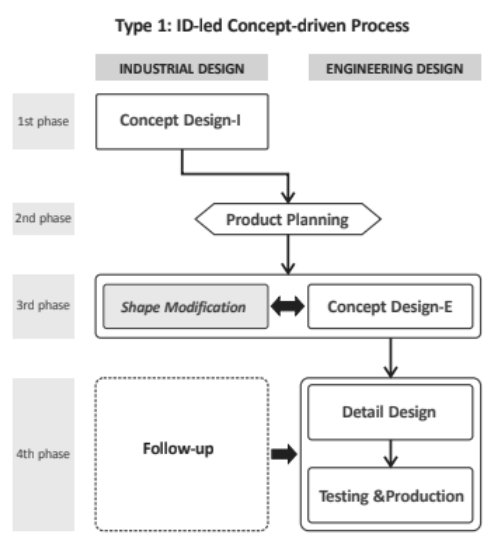 Type 1: ID-led Concept-driven Process
INDUSTRIAL DESIGN
ENGINEERING DESIGN
1st phase
Concept Design-I
2nd phase
Product Planning
3rd phase
Shape Modification
Concept Design-E
4th phase
Follow-up
Detail Design
Testing &Production